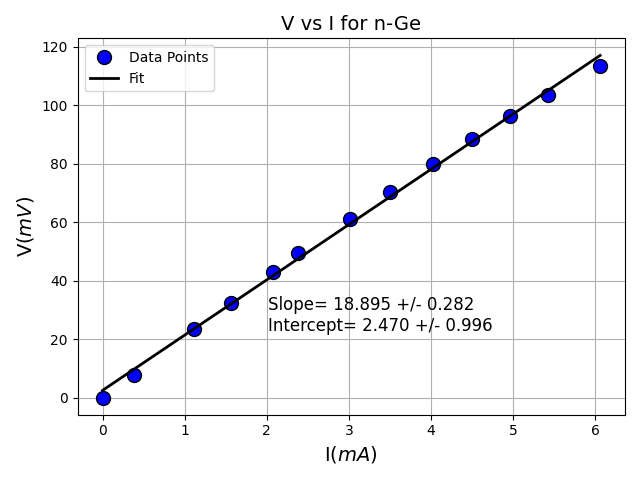 V vs I for n-Ge
Data Points
Fit
120
100
80
60
40
20
0
V(mV)
Slope= 18.895 +/- 0.282
Intercept= 2.470 +/- 0.996
0 1 2 3 4 5 6
I(mA)